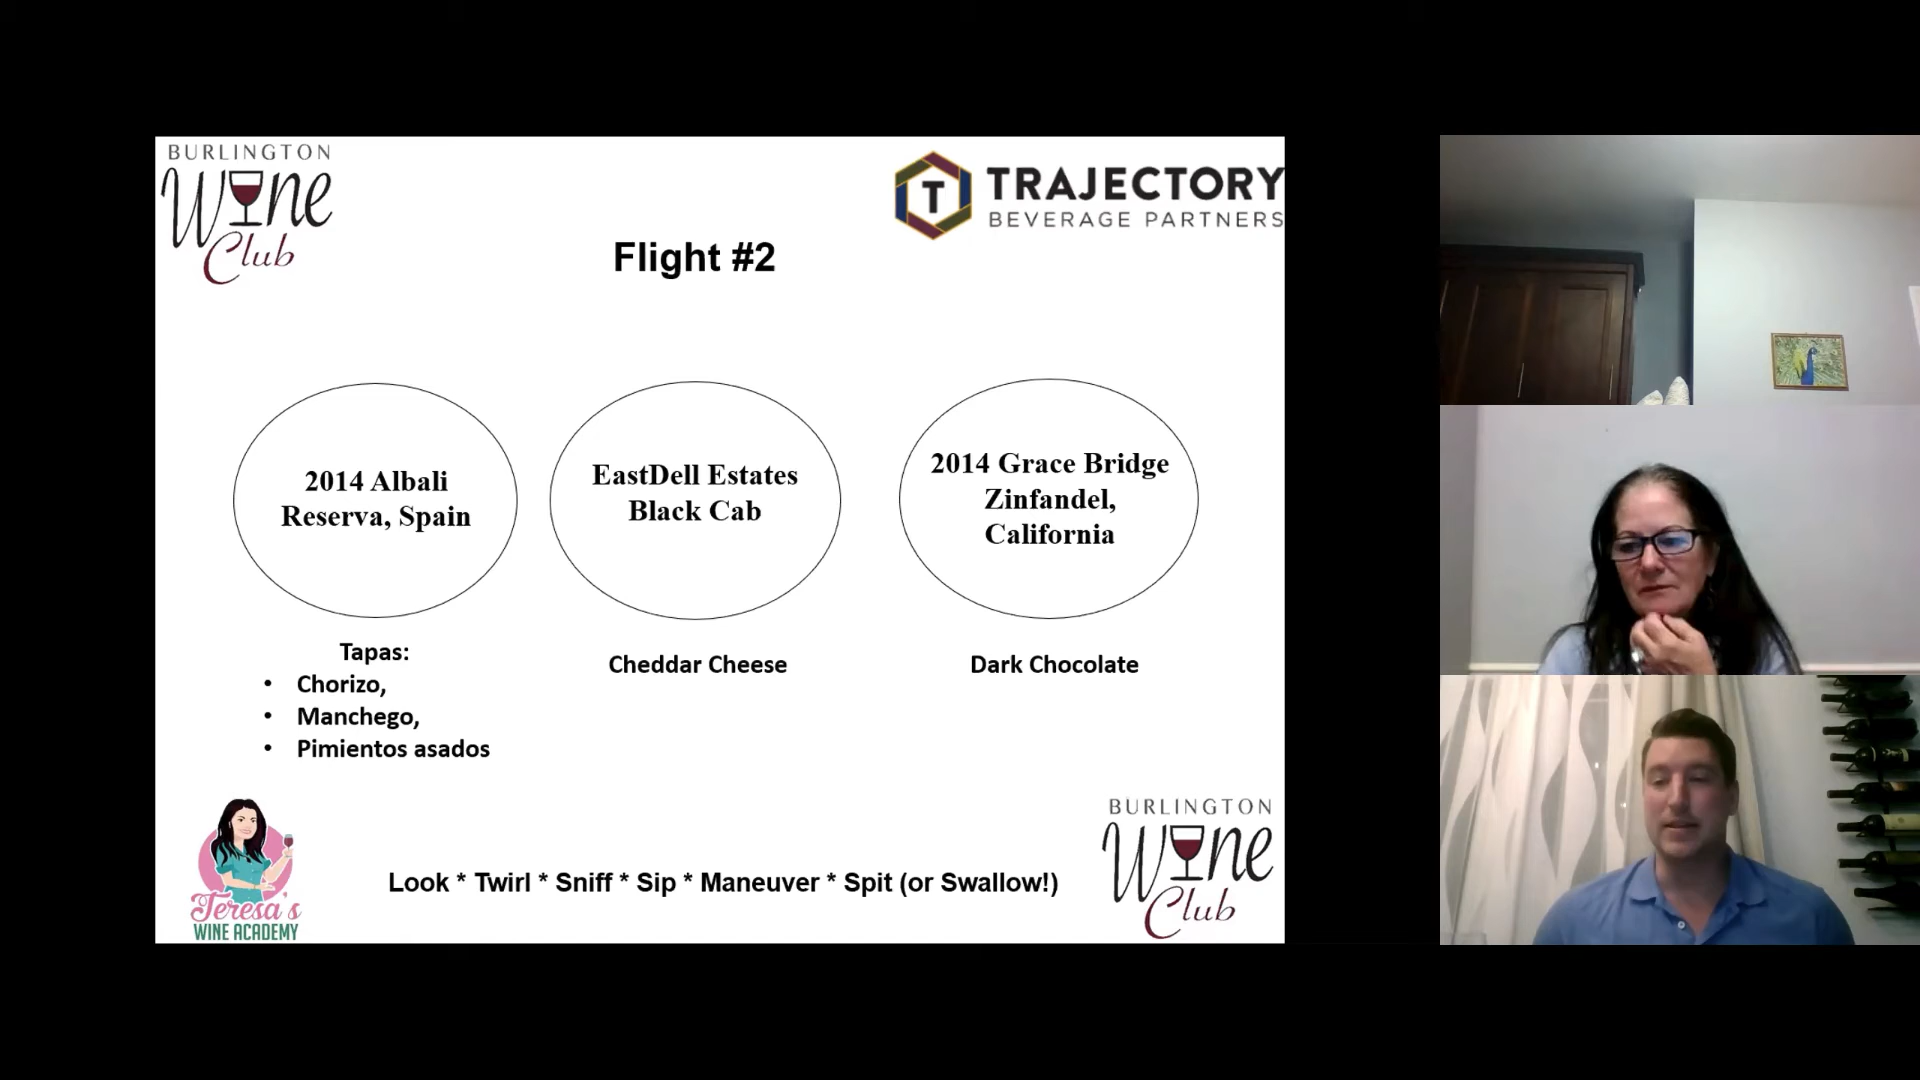 BURLINGTON
Wine
Club
T
TRAJECTORY
BEVERAGE PARTNERS
Flight #2
2014 Albali
Reserva, Spain
EastDell Estates
Black Cab
2014 Grace Bridge
Zinfandel,
California
Tapas:
• Chorizo,
• Manchego,
• Pimientos asados
Cheddar Cheese
Dark Chocolate
Teresa's
WINE ACADEMY
Look * Twirl * Sniff * Sip * Maneuver * Spit (or Swallow!)
BURLINGTON
Wine
Club